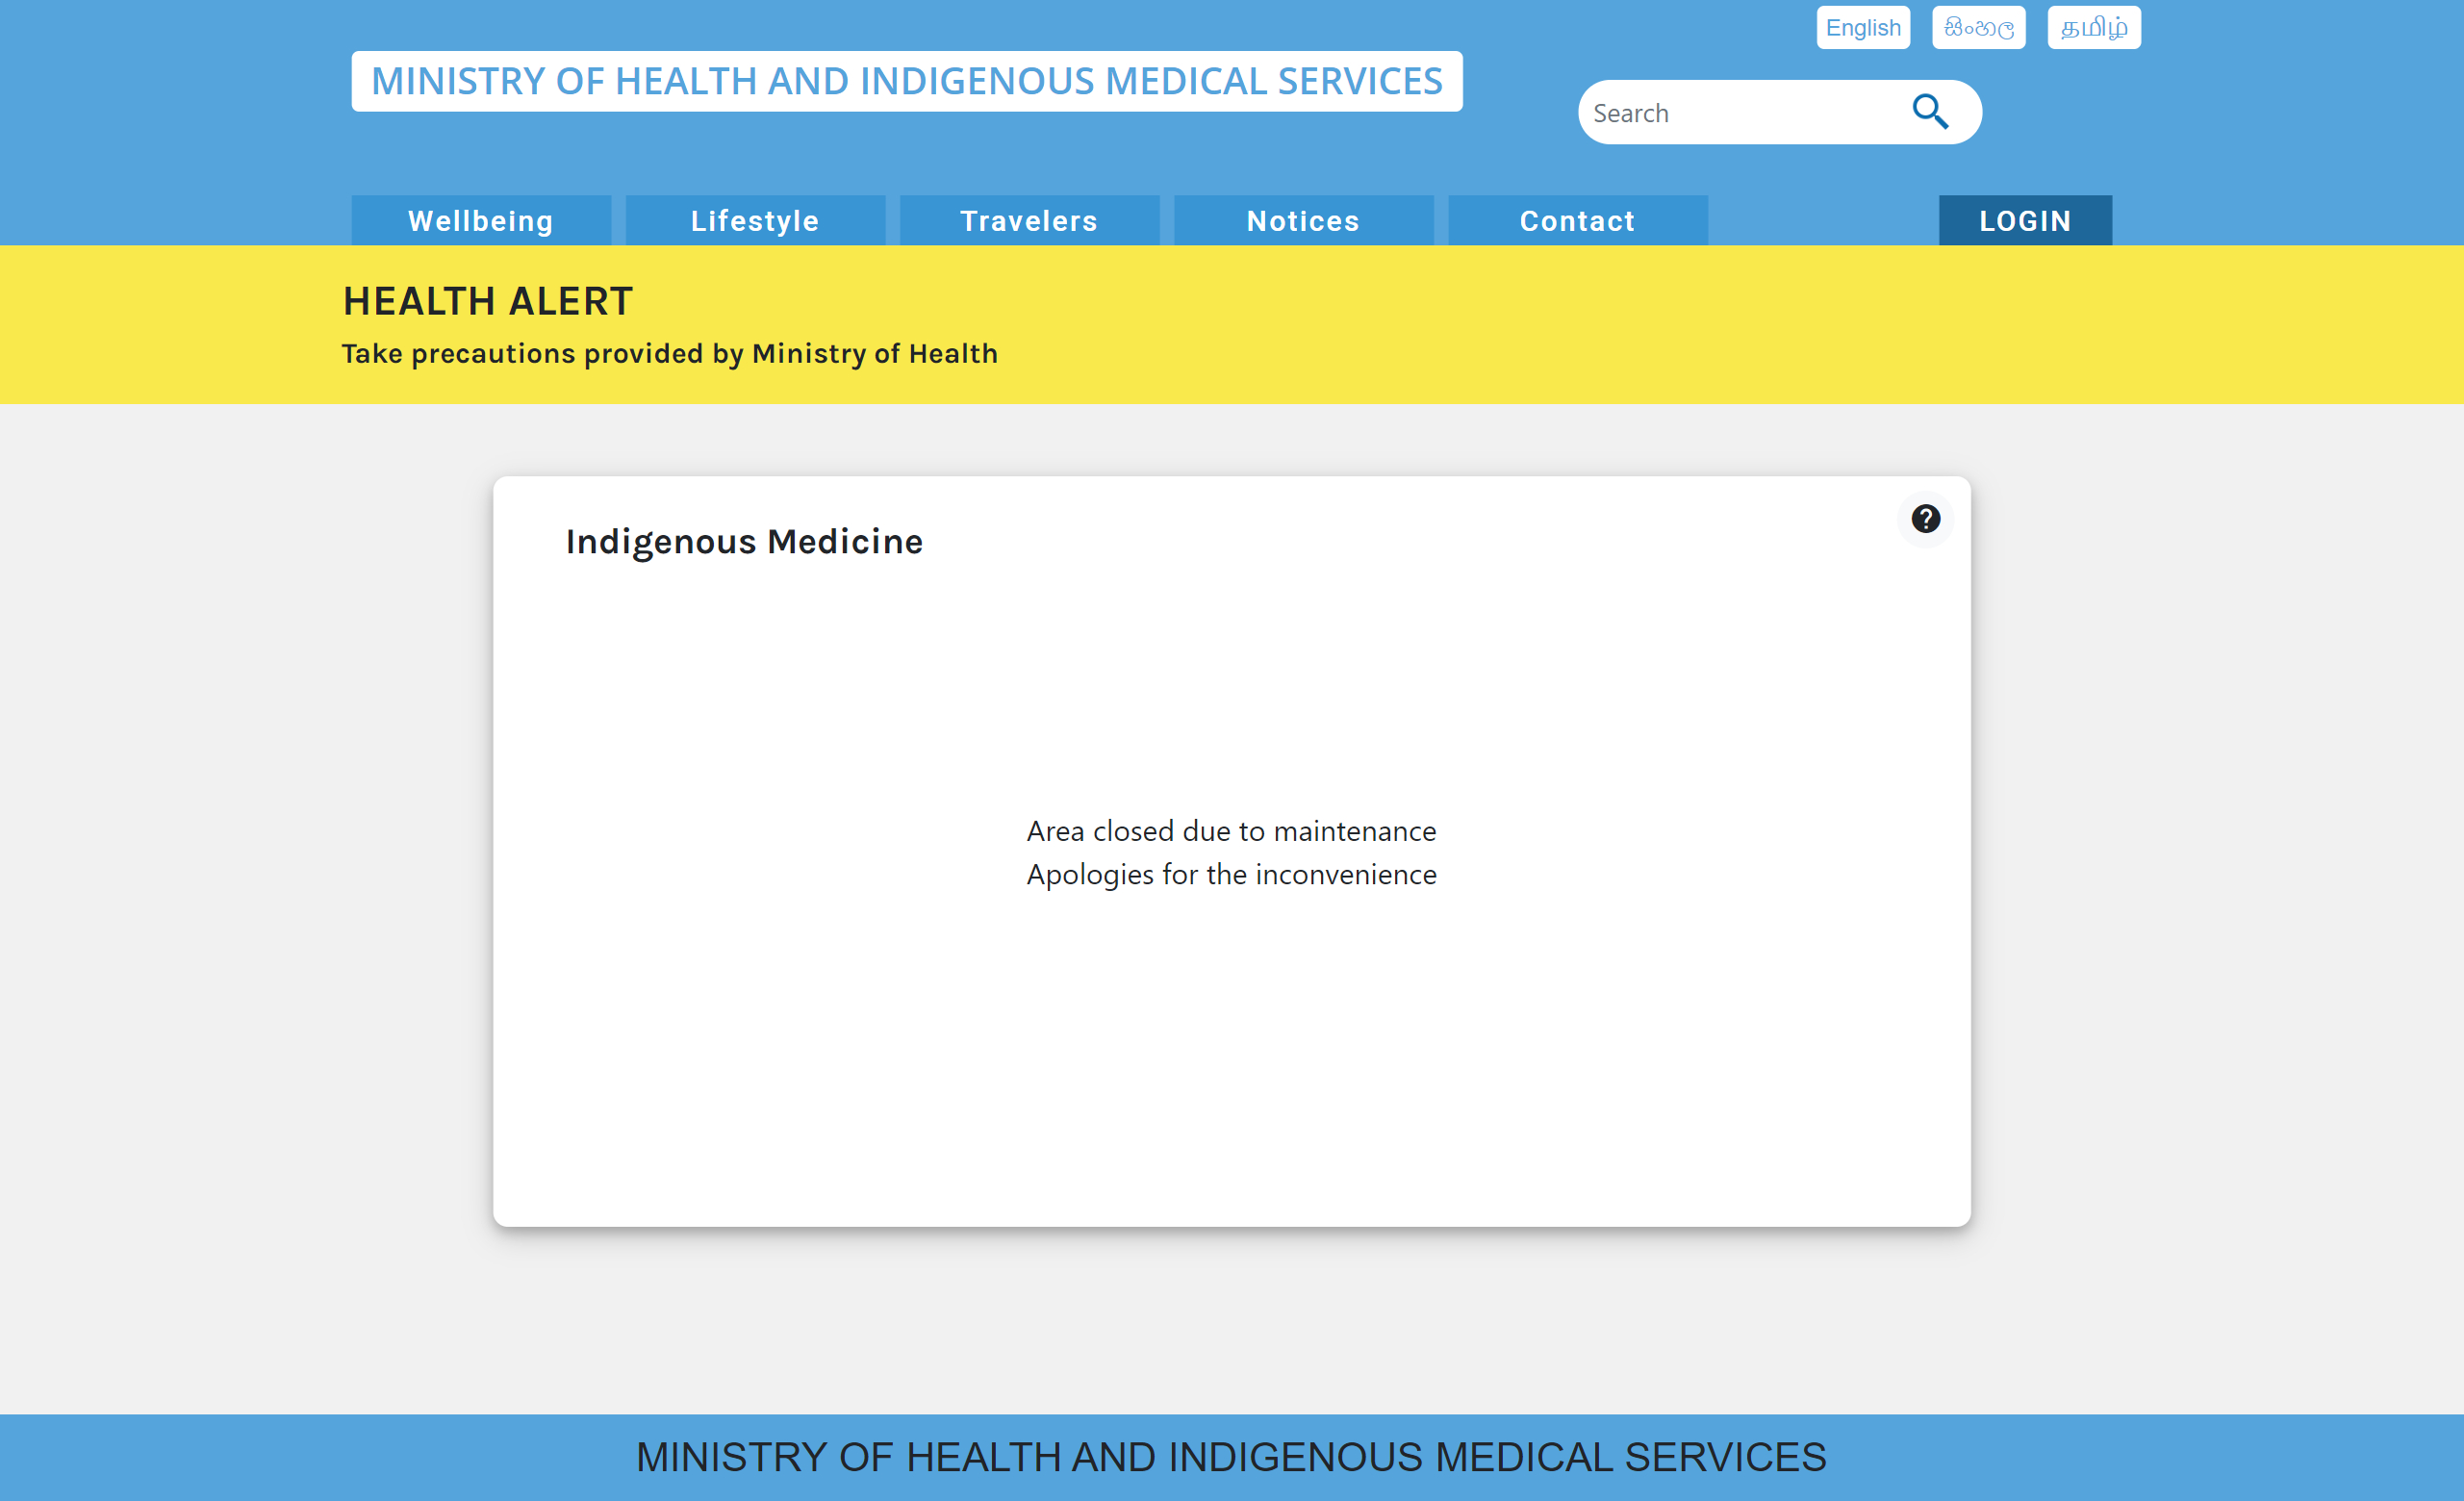 English සිංහල தமிழ்
MINISTRY OF HEALTH AND INDIGENOUS MEDICAL SERVICES
Search
Wellbeing Lifestyle Travelers Notices Contact LOGIN
HEALTH ALERT
Take precautions provided by Ministry of Health
Indigenous Medicine
?
Area closed due to maintenance
Apologies for the inconvenience
MINISTRY OF HEALTH AND INDIGENOUS MEDICAL SERVICES